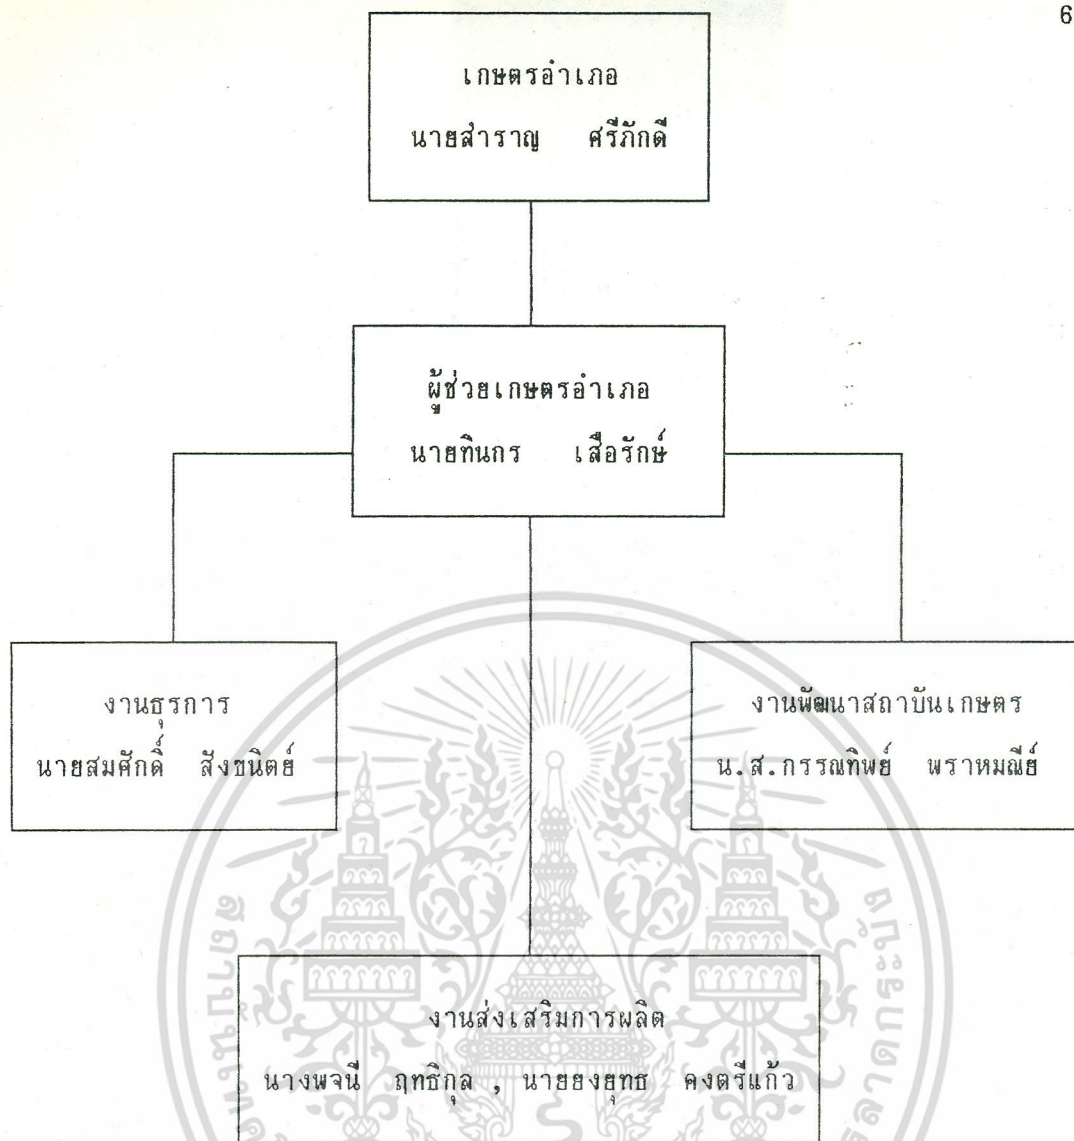 6
เกษตรอำเภอ
นายสำราญ ศรีภักดี
ผู้ช่วยเกษตรอำเภอ
นายทินกร เสือรักษ์
งานธุรการ
นายสมศักดิ์ สังขนิตย์
งานพัฒนาสถาบันเกษตร
น.ส.กรรณทิพย์ พราหมณีย์
งานส่งเสริมการผลิต
นางพจนี ฤทธิกุล , นายยงยุทธ คงตรีแก้ว